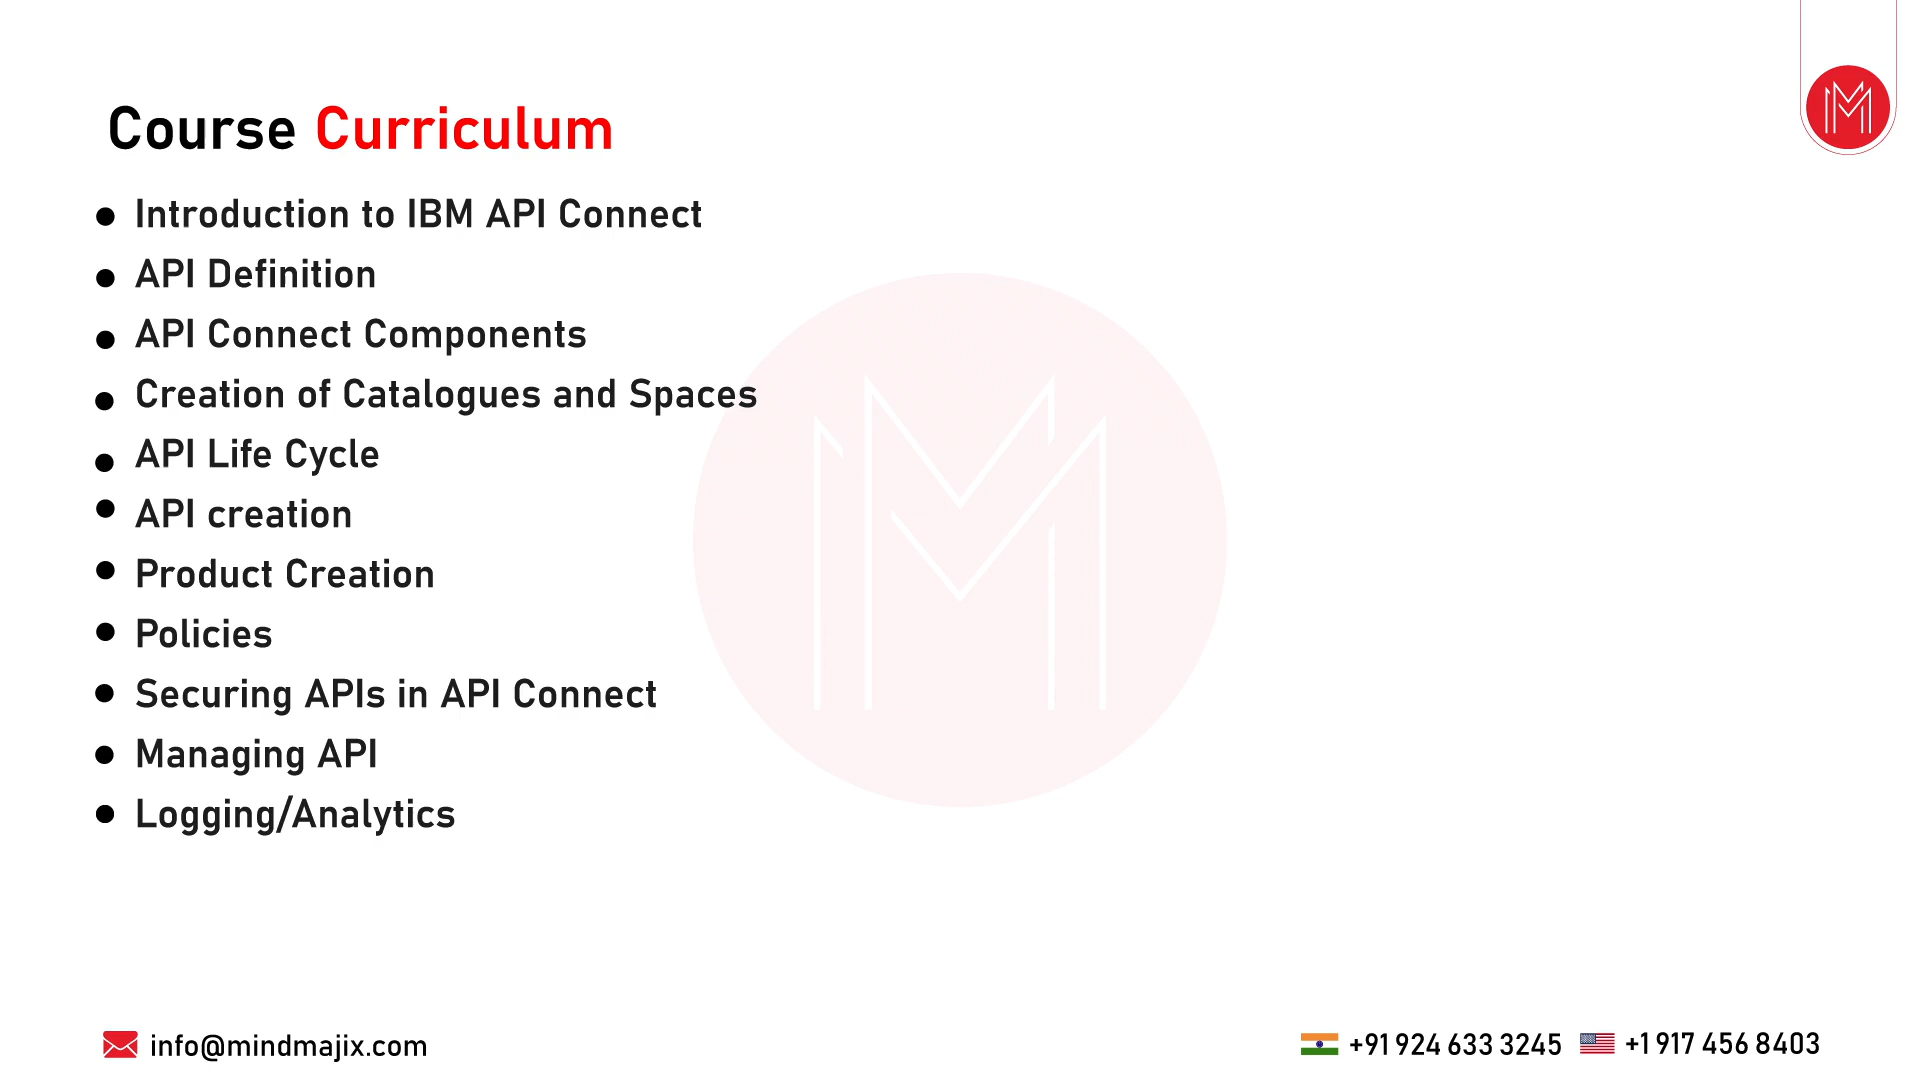 Course Curriculum
● Introduction to IBM API Connect
● API Definition
● API Connect Components
● Creation of Catalogues and Spaces
● API Life Cycle
● API creation
● Product Creation
● Policies
● Securing APIs in API Connect
● Managing API
● Logging/Analytics
info@mindmajix.com
+91 924 633 3245
+1 917 456 8403